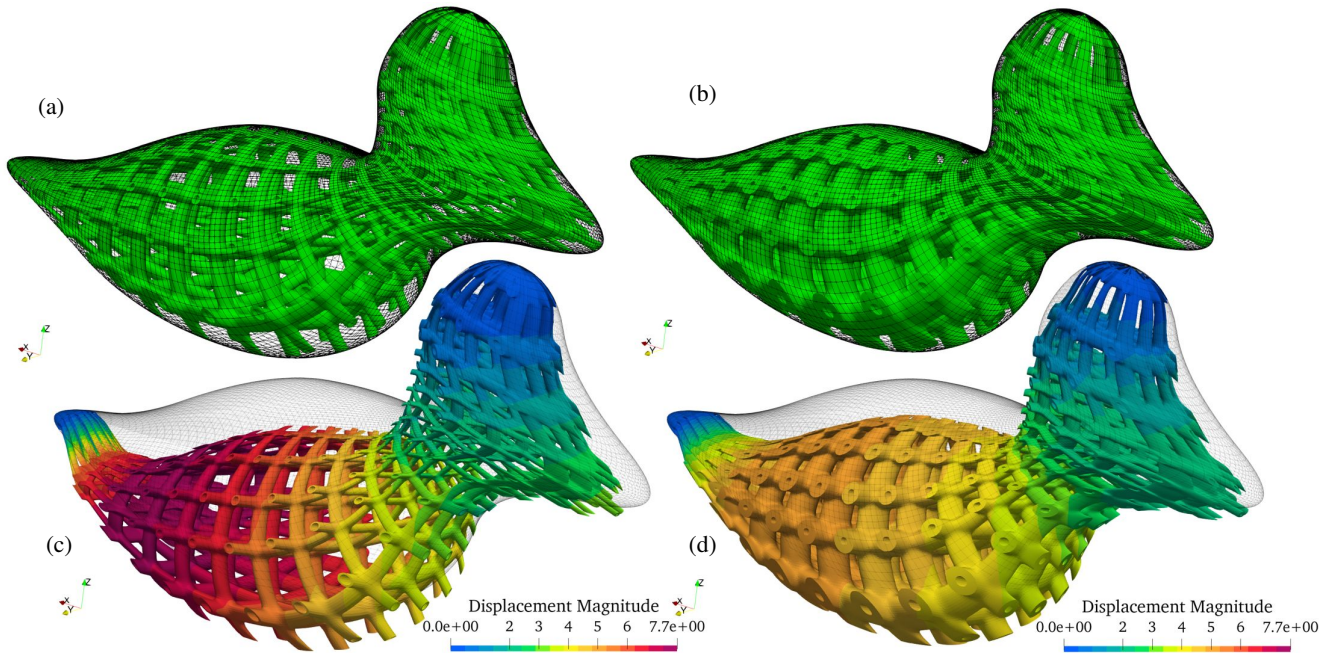 (a)
(b)
Z
X
Y
Z
X
Y
(c)
(d)
Z
X
Y
Z
X
Y
Displacement Magnitude
0.0e+00 2 3 4 5 6 7.7e+00
Displacement Magnitude
0.0e+00 2 3 4 5 6 7.7e+00